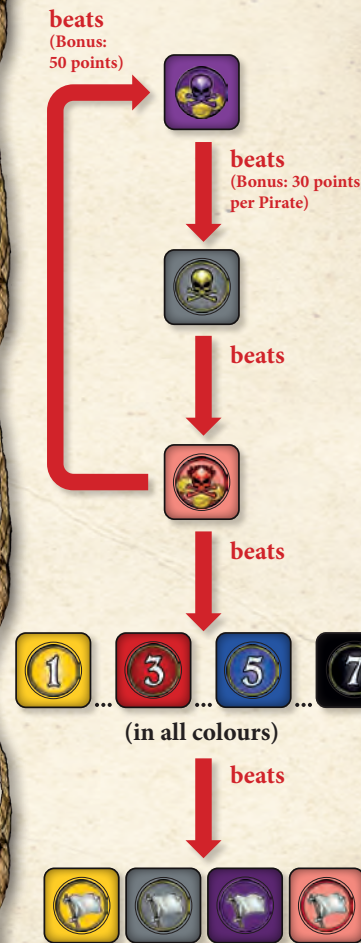 beats
(Bonus:
50 points)
beats
(Bonus: 30 points
per Pirate)
beats
beats
1 ... 3 ... 5 ... 7
(in all colours)
beats